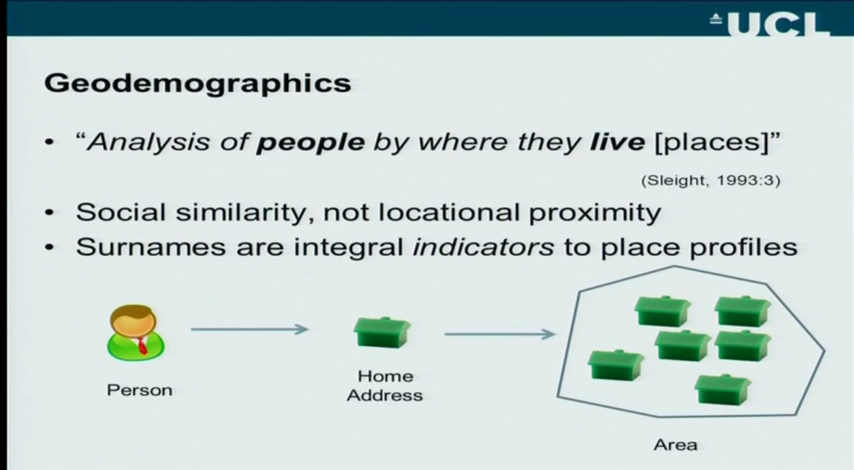 UCL
Geodemographics
• “Analysis of people by where they live [places]”
(Sleight, 1993:3)
• Social similarity, not locational proximity
• Surnames are integral indicators to place profiles
Person
Home
Address
Area